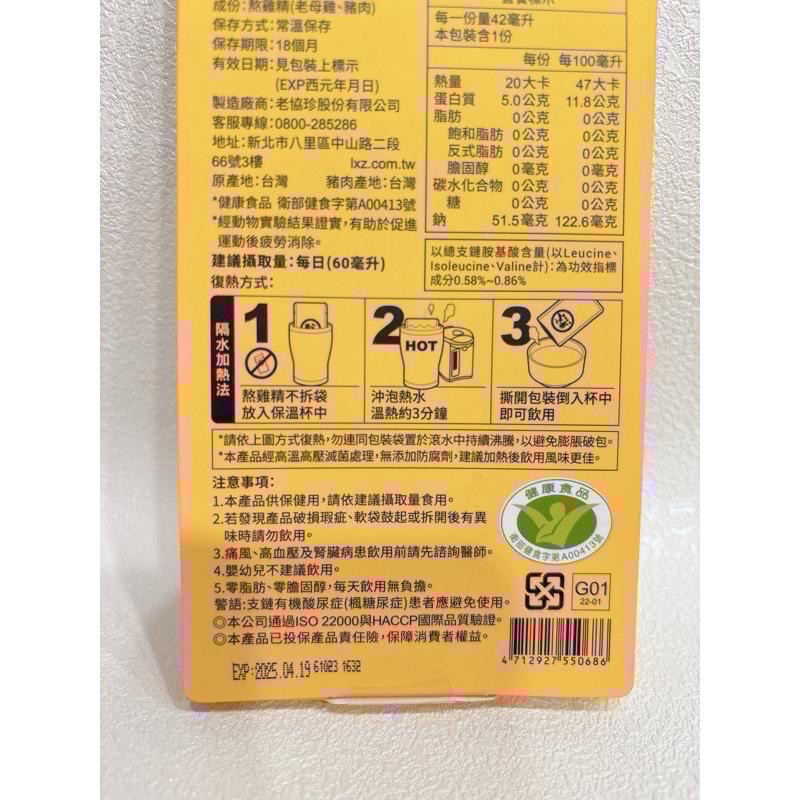 成份:熬雞精(老母雞、豬肉)
保存方式:常溫保存
保存期限:18個月
有效日期:見包裝上標示
(EXP西元年月日)
製造廠商:老協珍股份有限公司
客服專線:0800-285286
地址:新北市八里區中山路二段
66號3樓 lxz.com.tw
原產地:台灣 豬肉產地:台灣
*健康食品 衛部健食字第A00413號
*經動物實驗結果證實,有助於促進
運動後疲勞消除。
建議攝取量:每日(60毫升)
復熱方式:
營養標示
每一份量42毫升
本包裝含1份
每份 每100毫升
熱量 20大卡 47大卡
蛋白質 5.0公克 11.8公克
脂肪 0公克 0公克
飽和脂肪 0公克 0公克
反式脂肪 0公克 0公克
膽固醇 0毫克 0毫克
碳水化合物 0公克 0公克
糖 0公克 0公克
鈉 51.5毫克 122.6毫克
以總支鏈胺基酸含量(以Leucine、
Isoleucine、Valine計):為功效指標
成分0.58%~0.86%
隔水加熱法
1
熬雞精不拆袋
放入保溫杯中
2
HOT
沖泡熱水
溫熱約3分鐘
3
撕開包裝倒入杯中
即可飲用
*請依上圖方式復熱,勿連同包裝袋置於滾水中持續沸騰,以避免膨脹破包。
*本產品經高溫高壓滅菌處理,無添加防腐劑,建議加熱後飲用風味更佳。
注意事項:
1.本產品供保健用,請依建議攝取量食用。
2.若發現產品破損瑕疵、軟袋鼓起或拆開後有異
味時請勿飲用。
3.痛風、高血壓及腎臟病患飲用前請先諮詢醫師。
4.嬰幼兒不建議飲用。
5.零脂肪、零膽固醇,每天飲用無負擔。
警語:支鏈有機酸尿症(楓糖尿症)患者應避免使用。
◎本公司通過ISO 22000與HACCP國際品質驗證。
◎本產品已投保產品責任險,保障消費者權益。
健康食品
衛部健食字第A00413號
G01
22-01
4 712927 550686
EXP:2025.04.19 61023 1632